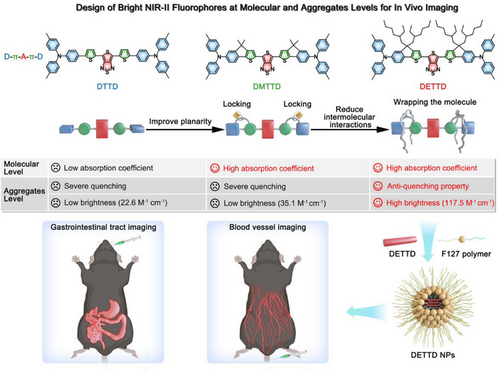 Design of Bright NIR-II Fluorophores at Molecular and Aggregates Levels for In Vivo Imaging
D-π-A-π-D
N
S
S
S
N
N
S
N
DTTD
N
S
S
S
N
N
S
N
DMTTD
N
S
S
S
N
N
S
N
DETTD
Improve planarity
Locking
Locking
Reduce
intermolecular
interactions
Wrapping the molecule
Molecular
Level
Low absorption coefficient
High absorption coefficient
High absorption coefficient
Aggregates
Level
Severe quenching
Severe quenching
Anti-quenching property
Low brightness (22.6 M⁻¹ cm⁻¹)
Low brightness (35.1 M⁻¹ cm⁻¹)
High brightness (117.5 M⁻¹ cm⁻¹)
Gastrointestinal tract imaging
Blood vessel imaging
DETTD
F127 polymer
DETTD NPs